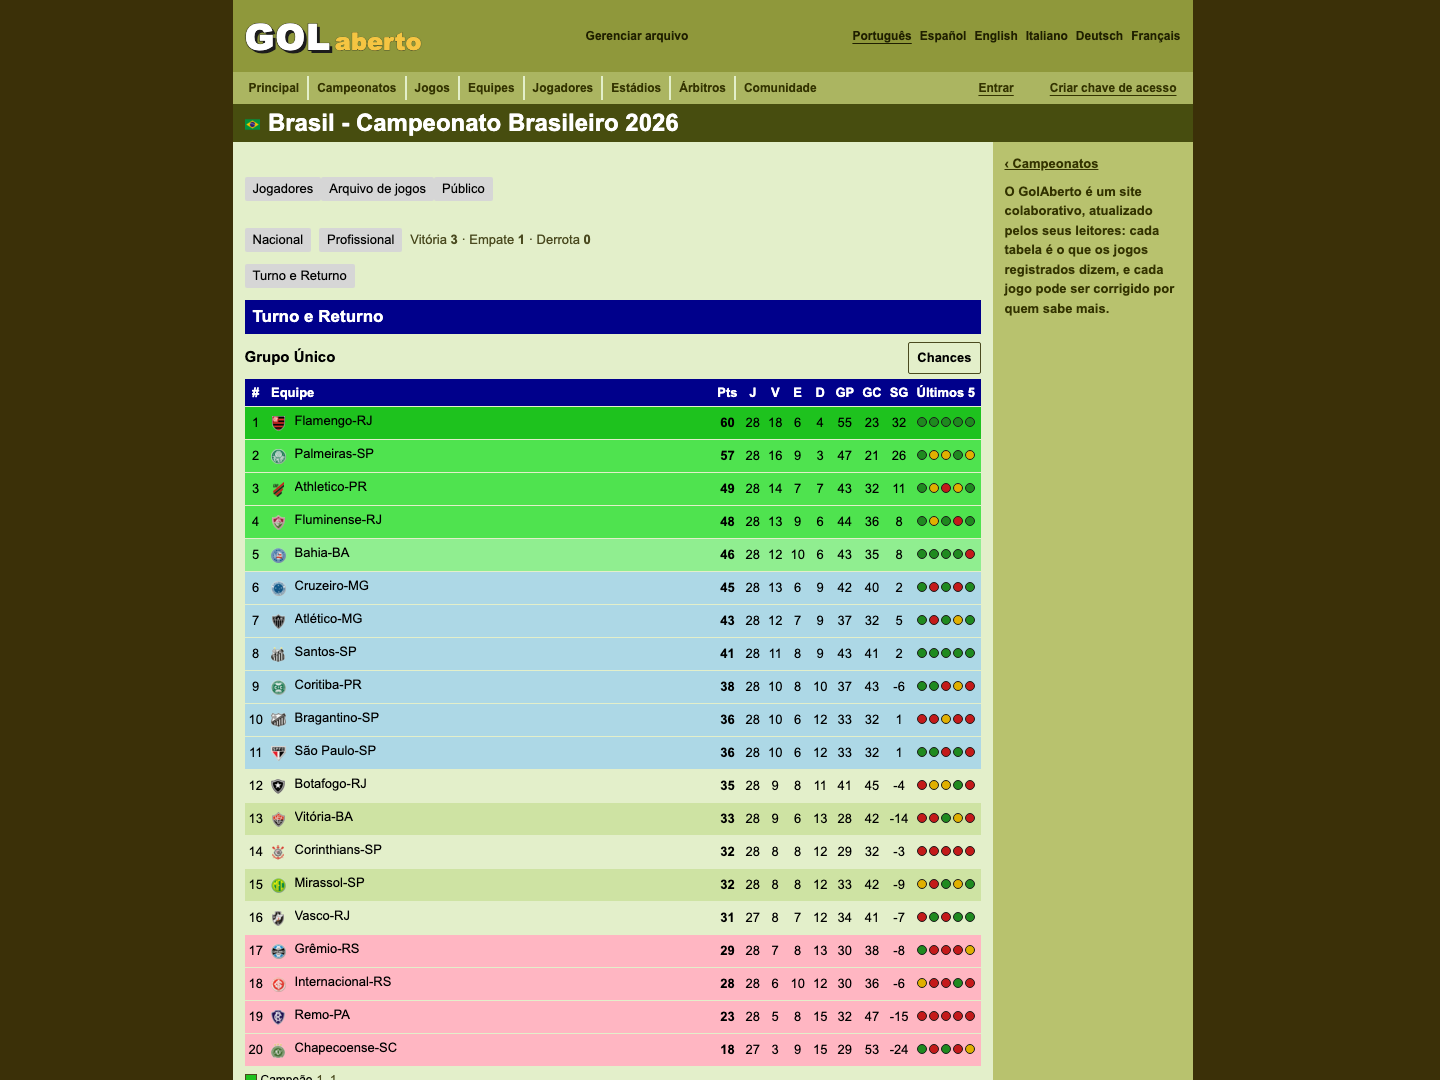 GOL aberto
Gerenciar arquivo
Português Español English Italiano Deutsch Français
Principal Campeonatos Jogos Equipes Jogadores Estádios Árbitros Comunidade Entrar Criar chave de acesso
Brasil - Campeonato Brasileiro 2026
‹ Campeonatos
O GolAberto é um site
colaborativo, atualizado
pelos seus leitores: cada
tabela é o que os jogos
registrados dizem, e cada
jogo pode ser corrigido por
quem sabe mais.
Jogadores Arquivo de jogos Público
Nacional Profissional Vitória 3 · Empate 1 · Derrota 0
Turno e Returno
Turno e Returno
Grupo Único Chances
# Equipe Pts J V E D GP GC SG Últimos 5
1 Flamengo-RJ 60 28 18 6 4 55 23 32
2 Palmeiras-SP 57 28 16 9 3 47 21 26
3 Athletico-PR 49 28 14 7 7 43 32 11
4 Fluminense-RJ 48 28 13 9 6 44 36 8
5 Bahia-BA 46 28 12 10 6 43 35 8
6 Cruzeiro-MG 45 28 13 6 9 42 40 2
7 Atlético-MG 43 28 12 7 9 37 32 5
8 Santos-SP 41 28 11 8 9 43 41 2
9 Coritiba-PR 38 28 10 8 10 37 43 -6
10 Bragantino-SP 36 28 10 6 12 33 32 1
11 São Paulo-SP 36 28 10 6 12 33 32 1
12 Botafogo-RJ 35 28 9 8 11 41 45 -4
13 Vitória-BA 33 28 9 6 13 28 42 -14
14 Corinthians-SP 32 28 8 8 12 29 32 -3
15 Mirassol-SP 32 28 8 8 12 33 42 -9
16 Vasco-RJ 31 27 8 7 12 34 41 -7
17 Grêmio-RS 29 28 7 8 13 30 38 -8
18 Internacional-RS 28 28 6 10 12 30 36 -6
19 Remo-PA 23 28 5 8 15 32 47 -15
20 Chapecoense-SC 18 27 3 9 15 29 53 -24
Campeão 1, 1